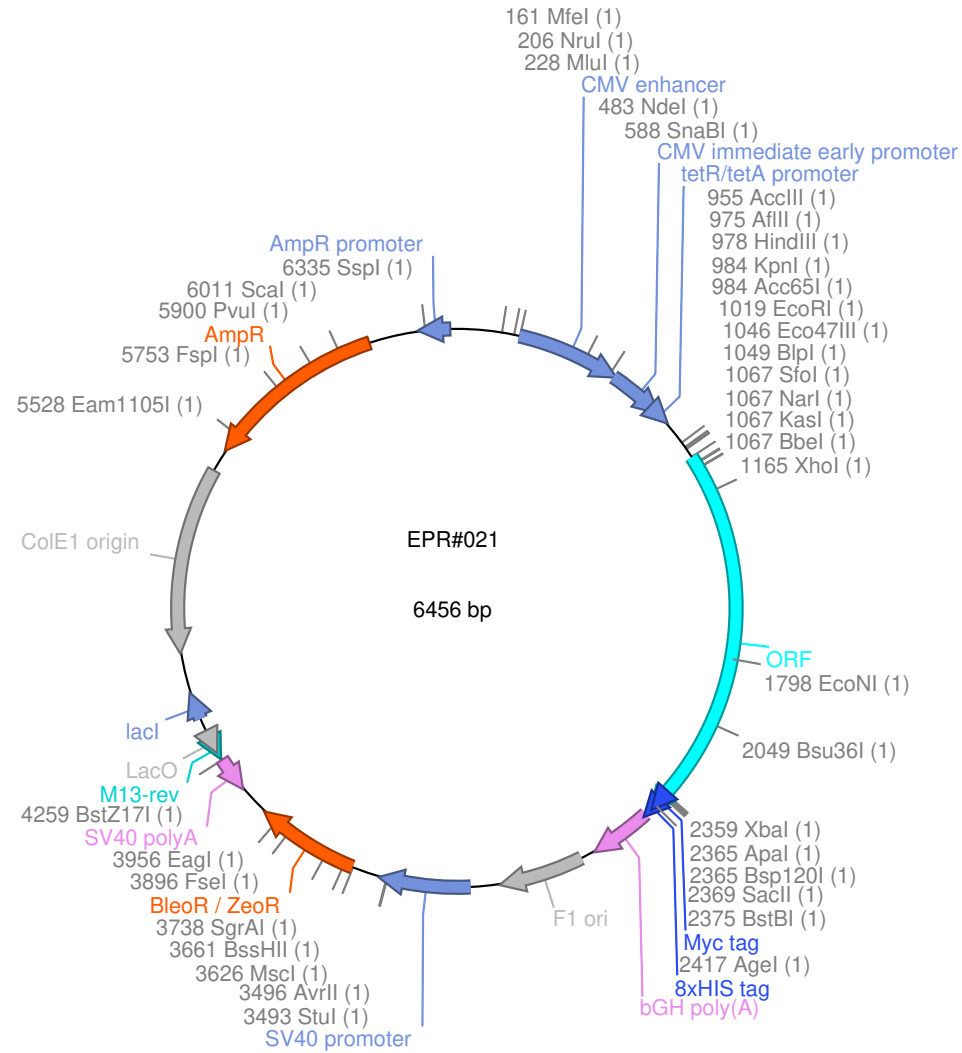 161 MfeI (1)
206 NruI (1)
228 MluI (1)
CMV enhancer
483 NdeI (1)
588 SnaBI (1)
CMV immediate early promoter
tetR/tetA promoter
955 AccIII (1)
975 AflII (1)
978 HindIII (1)
984 KpnI (1)
984 Acc65I (1)
1019 EcoRI (1)
1046 Eco47III (1)
1049 BlpI (1)
1067 SfoI (1)
1067 NarI (1)
1067 KasI (1)
1067 BbeI (1)
1165 XhoI (1)
ORF
1798 EcoNI (1)
2049 Bsu36I (1)
2359 XbaI (1)
2365 ApaI (1)
2365 Bsp120I (1)
2369 SacII (1)
2375 BstBI (1)
Myc tag
2417 AgeI (1)
8xHIS tag
bGH poly(A)
F1 ori
SV40 promoter
3493 StuI (1)
3496 AvrII (1)
3626 MscI (1)
3661 BssHII (1)
3738 SgrAI (1)
BleoR / ZeoR
3896 FseI (1)
3956 EagI (1)
SV40 polyA
4259 BstZ17I (1)
M13-rev
LacO
lacI
ColE1 origin
5528 Eam1105I (1)
5753 FspI (1)
AmpR
5900 PvuI (1)
6011 ScaI (1)
6335 SspI (1)
AmpR promoter
EPR#021
6456 bp